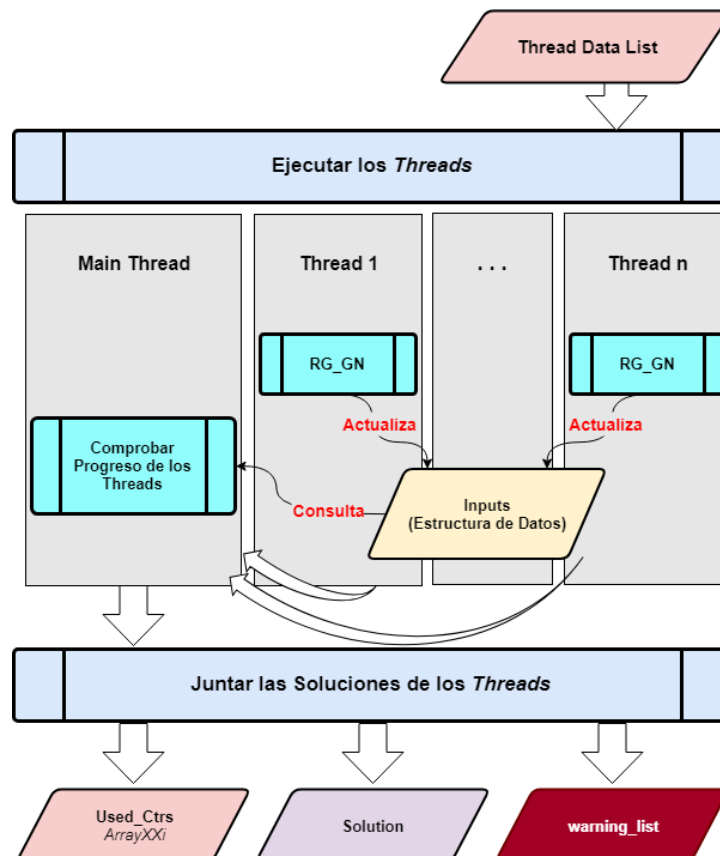 Thread Data List
Ejecutar los Threads
Main Thread
Thread 1
. . .
Thread n
RG_GN
RG_GN
Actualiza
Actualiza
Comprobar
Progreso de los
Threads
Consulta
Inputs
(Estructura de Datos)
Juntar las Soluciones de los Threads
Used_Ctrs
ArrayXXi
Solution
warning_list